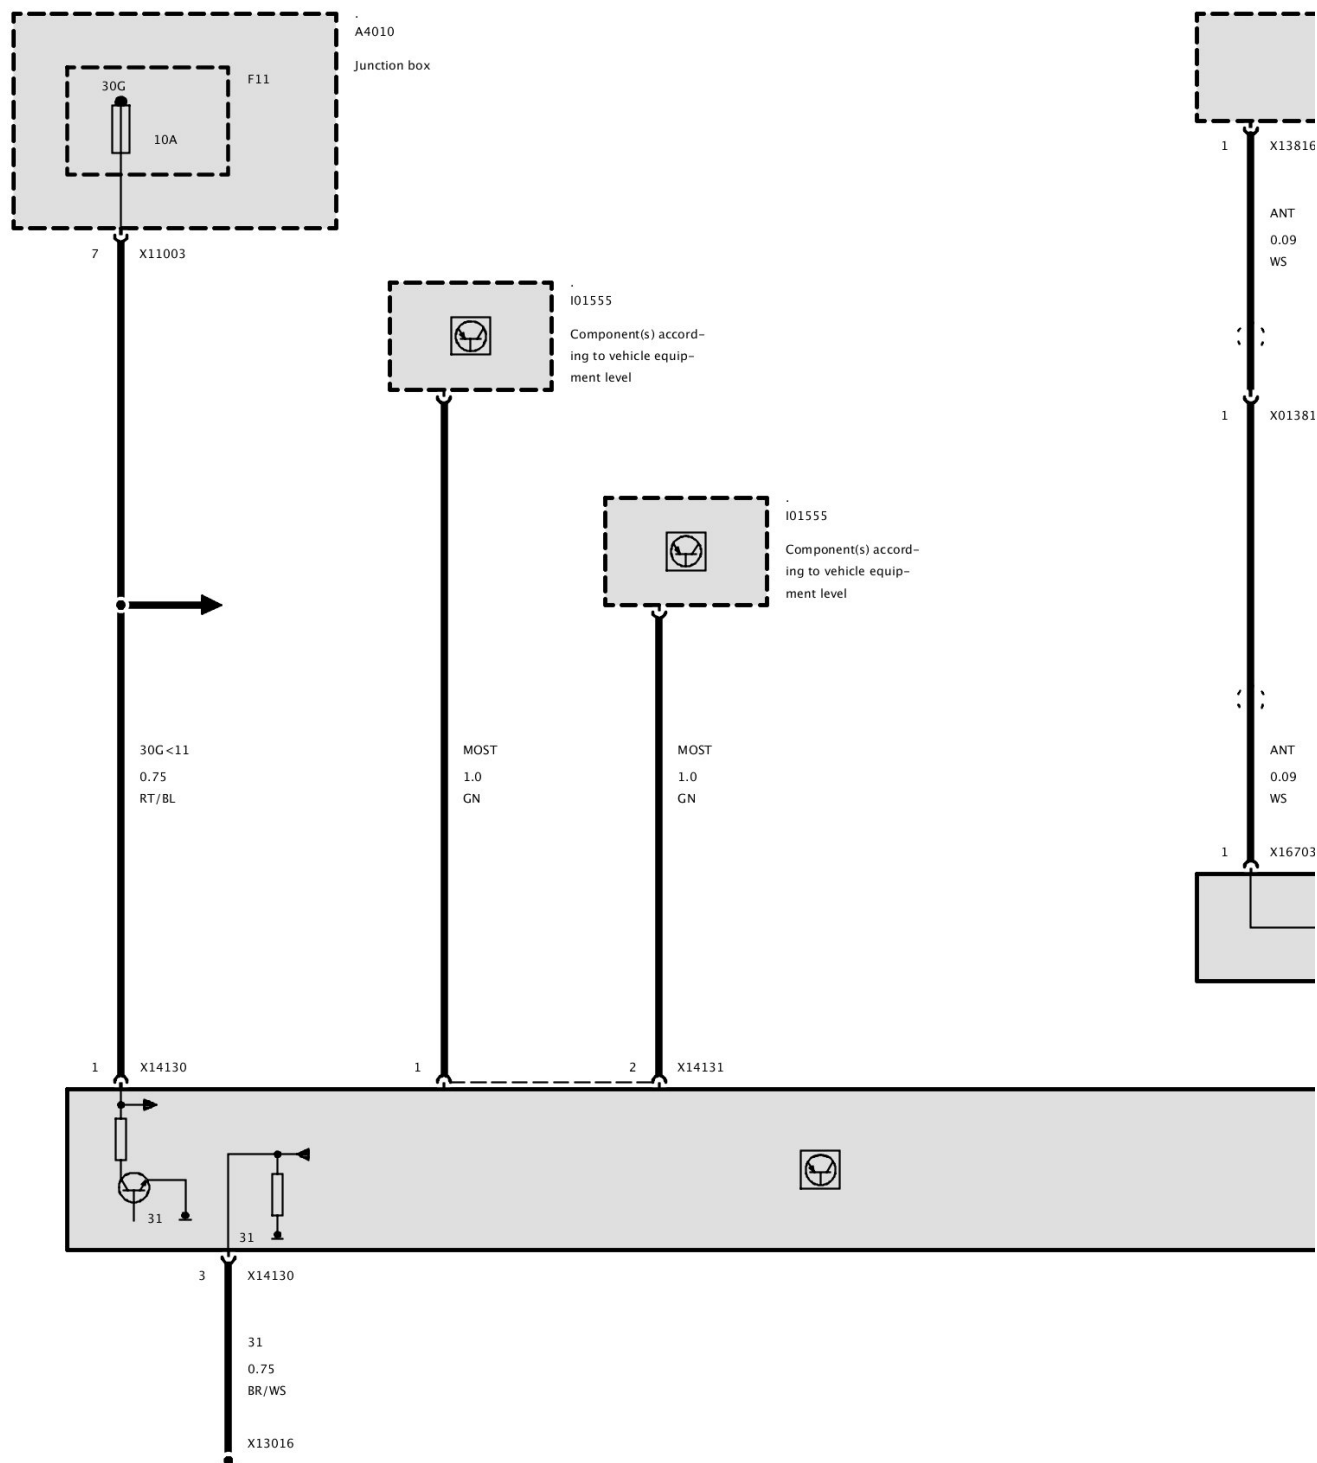 A4010
Junction box
F11
30G
10A
7 X11003
1 X13816
ANT
0.09
WS
I01555
Component(s) accord-
ing to vehicle equip-
ment level
1 X01381
I01555
Component(s) accord-
ing to vehicle equip-
ment level
30G<11
0.75
RT/BL
MOST
1.0
GN
MOST
1.0
GN
ANT
0.09
WS
1 X16703
1 X14130
1
2 X14131
31
31
3 X14130
31
0.75
BR/WS
X13016